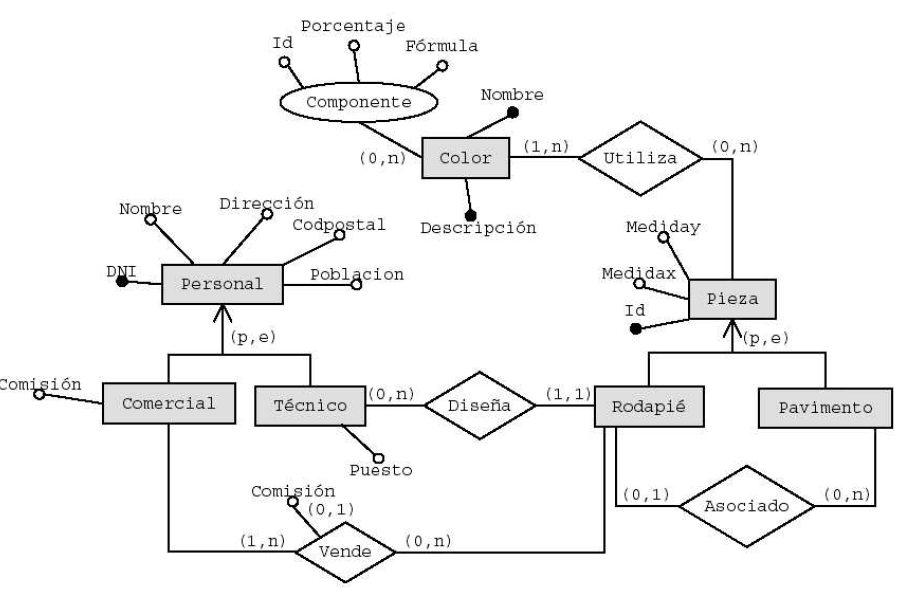 Porcentaje
Id
Fórmula
Componente
Nombre
(0,n)
Color
(1,n)
Utiliza
(0,n)
Descripción
Nombre
Dirección
Codpostal
DNI
Personal
Poblacion
Mediday
Medidax
Id
Pieza
(p,e)
(p,e)
Comisión
Comercial
Técnico
(0,n)
Diseña
(1,1)
Rodapié
Pavimento
Puesto
Comisión
(0,1)
(0,1)
Asociado
(0,n)
(1,n)
Vende
(0,n)